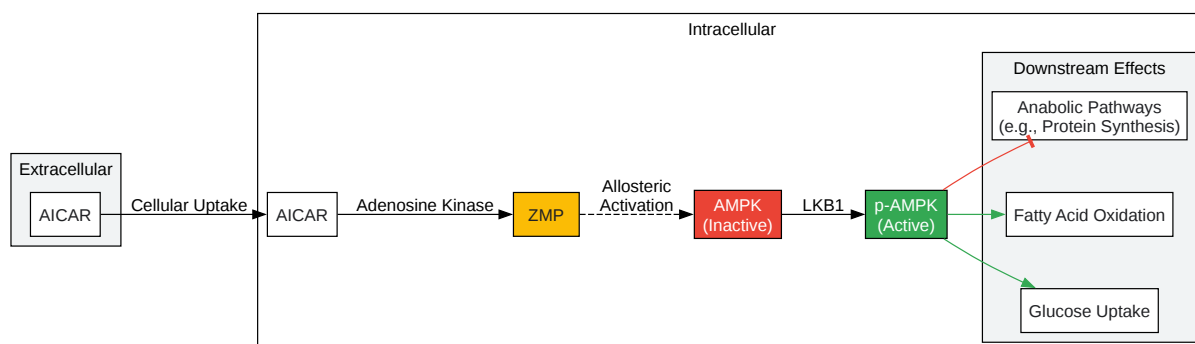 Intracellular
Downstream Effects
Anabolic Pathways
(e.g., Protein Synthesis)
Extracellular
AICAR
Cellular Uptake
AICAR
Adenosine Kinase
ZMP
Allosteric
Activation
AMPK
(Inactive)
LKB1
p-AMPK
(Active)
Fatty Acid Oxidation
Glucose Uptake